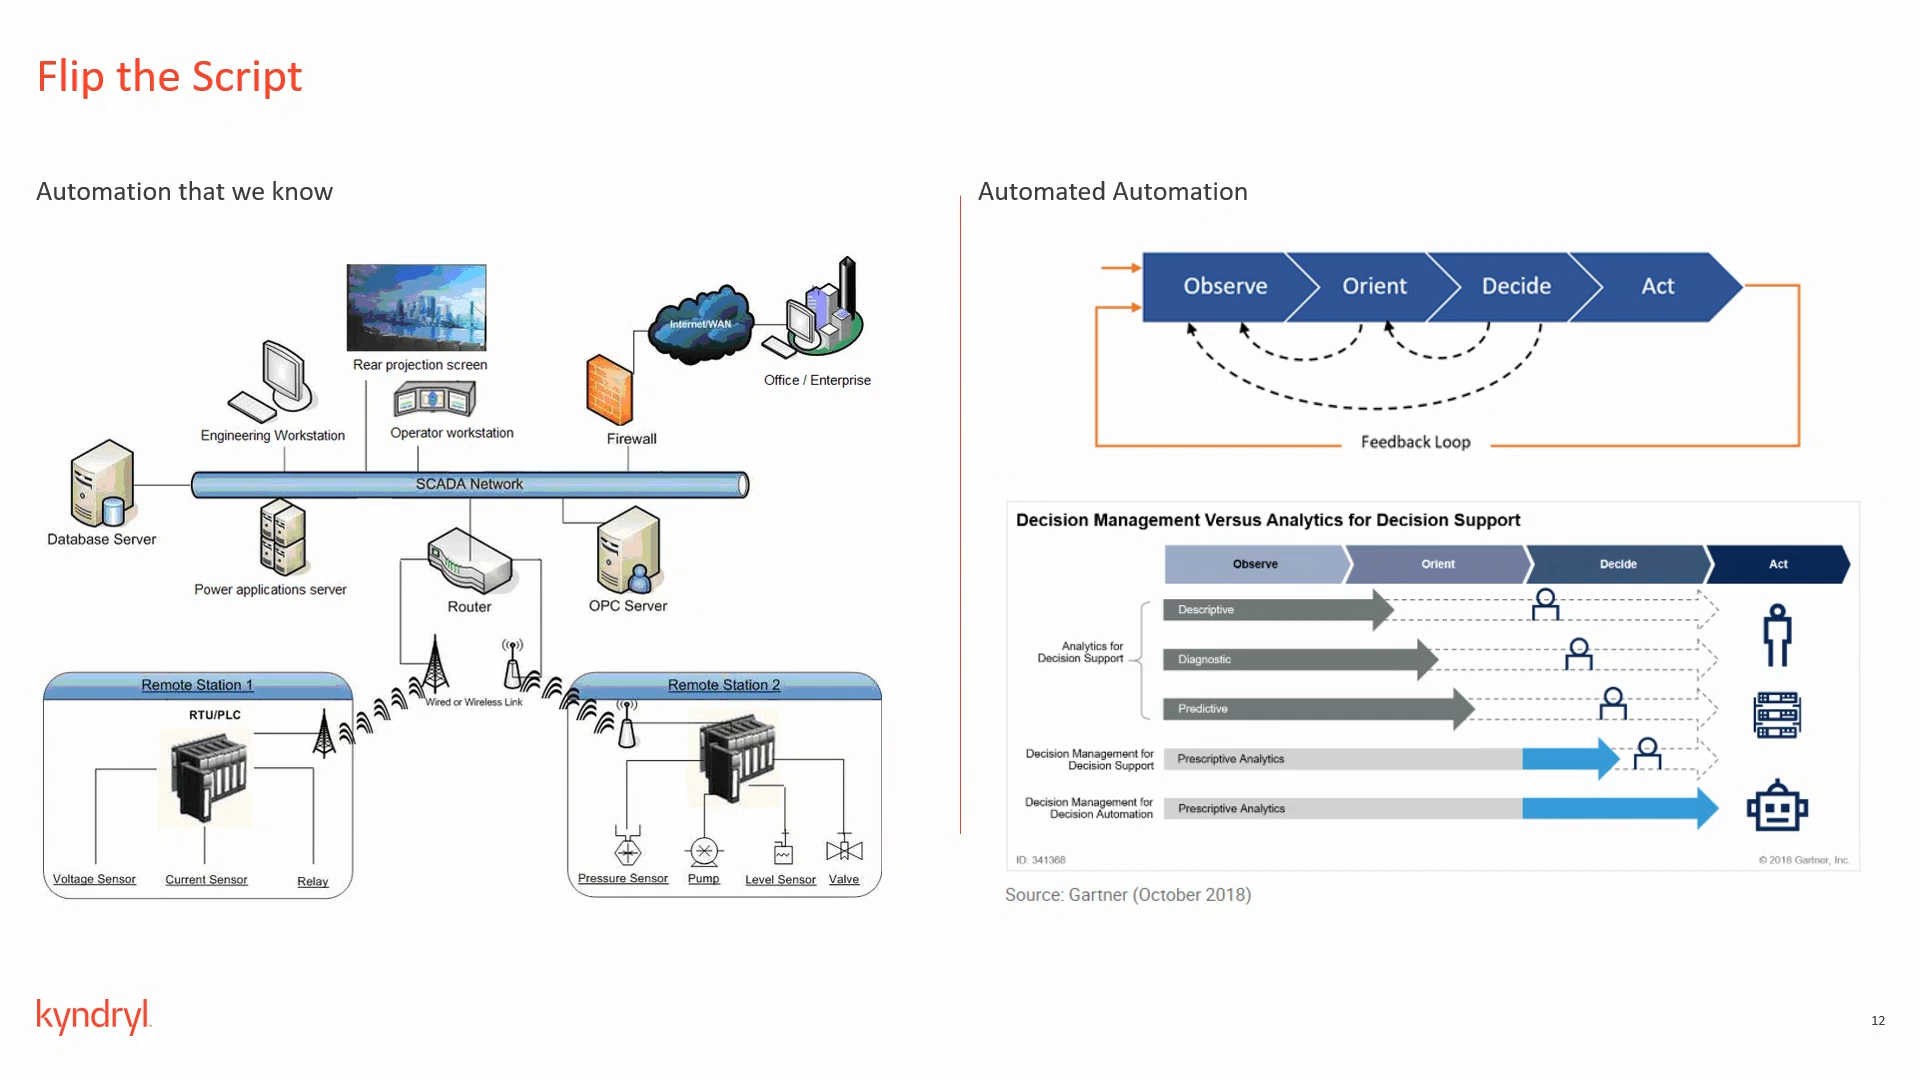 Flip the Script
Automation that we know
Rear projection screen
Internet/WAN
Office / Enterprise
Engineering Workstation
Operator workstation
Firewall
SCADA Network
Database Server
Power applications server
Router
OPC Server
Wired or Wireless Link
Remote Station 1
RTU/PLC
Voltage Sensor
Current Sensor
Relay
Remote Station 2
Pressure Sensor
Pump
Level Sensor
Valve
Automated Automation
Observe
Orient
Decide
Act
Feedback Loop
Decision Management Versus Analytics for Decision Support
Observe
Orient
Decide
Act
Analytics for
Decision Support
Descriptive
Diagnostic
Predictive
Decision Management for
Decision Support
Prescriptive Analytics
Decision Management for
Decision Automation
Prescriptive Analytics
ID: 341368
© 2018 Gartner, Inc.
Source: Gartner (October 2018)
kyndryl
12